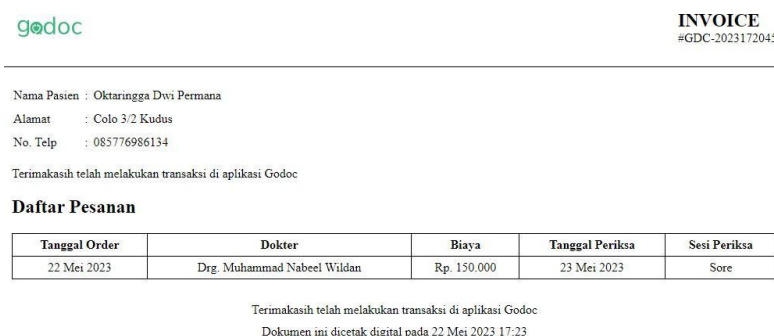 godoc
INVOICE
#GDC-2023172045
Nama Pasien : Oktaringga Dwi Permana
Alamat : Colo 3/2 Kudus
No. Telp : 085776986134
Terimakasih telah melakukan transaksi di aplikasi Godoc
Daftar Pesanan
Tanggal Order Dokter Biaya Tanggal Periksa Sesi Periksa
22 Mei 2023 Drg. Muhammad Nabeel Wildan Rp. 150.000 23 Mei 2023 Sore
Terimakasih telah melakukan transaksi di aplikasi Godoc
Dokumen ini dicetak digital pada 22 Mei 2023 17:23